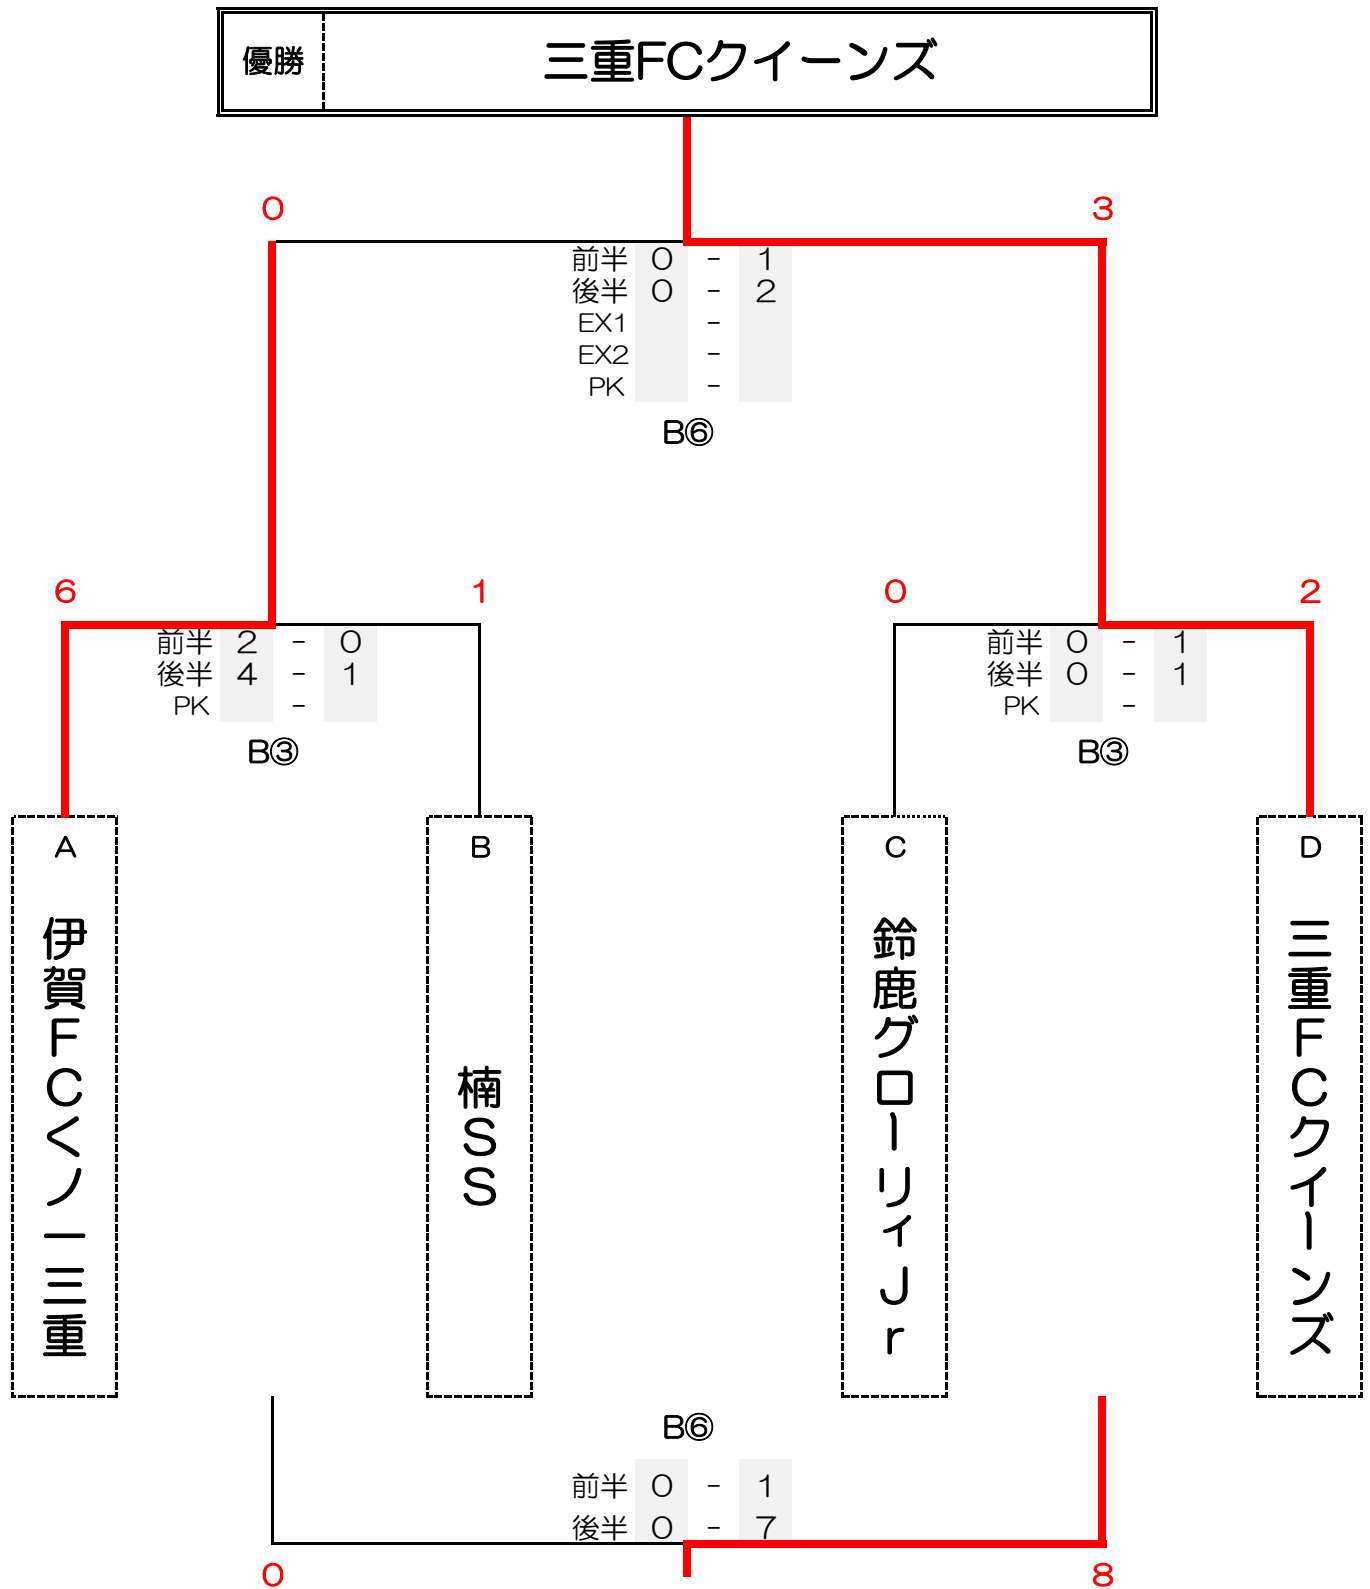 優勝 三重FCクイーンズ
0 3
前半 0 - 1
後半 0 - 2
EX1 -
EX2 -
PK -
B⑥
6 1 0 2
前半 2 - 0 前半 0 - 1
後半 4 - 1 後半 0 - 1
PK - PK -
B③ B③
A B C D
伊賀FCくノ一三重
楠SS
鈴鹿グローリィJr
三重FCクイーンズ
B⑥
前半 0 - 1
後半 0 - 7
0 8